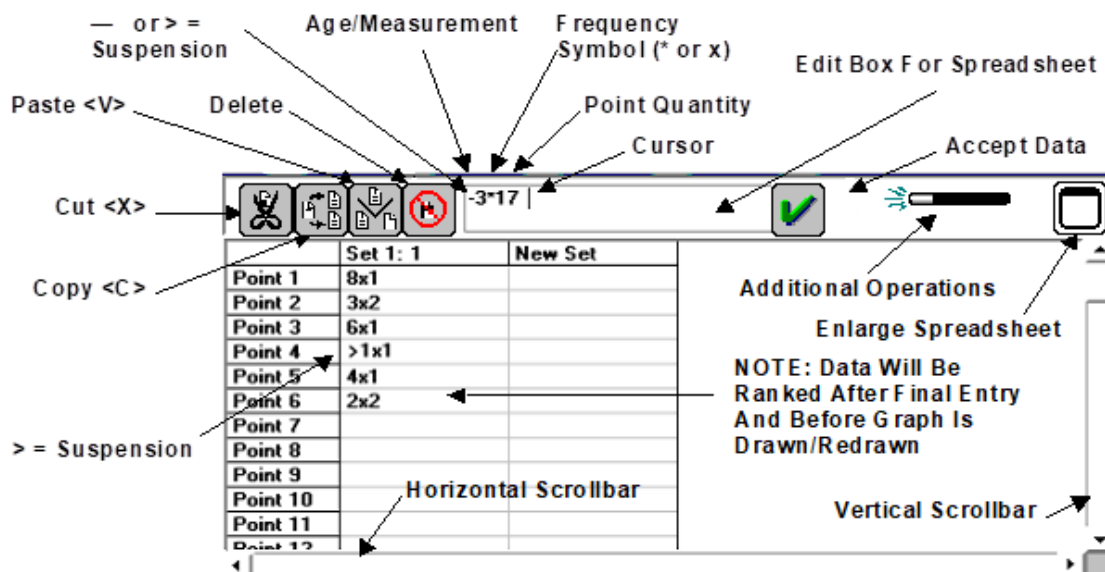 — or > =
Suspension
Age/Measurement
Frequency
Symbol (* or x)
Edit Box For Spreadsheet
Paste <V>
Delete
Point Quantity
Cursor
Accept Data
Cut <X>
-3*17
Set 1: 1 New Set
Copy <C>
Point 1 8x1
Point 2 3x2
Point 3 6x1
Point 4 >1x1
Point 5 4x1
Point 6 2x2
Point 7
Point 8
Point 9
Point 10
Point 11
Point 12
Additional Operations
Enlarge Spreadsheet
NOTE: Data Will Be
Ranked After Final Entry
And Before Graph Is
Drawn/Redrawn
> = Suspension
Horizontal Scrollbar
Vertical Scrollbar